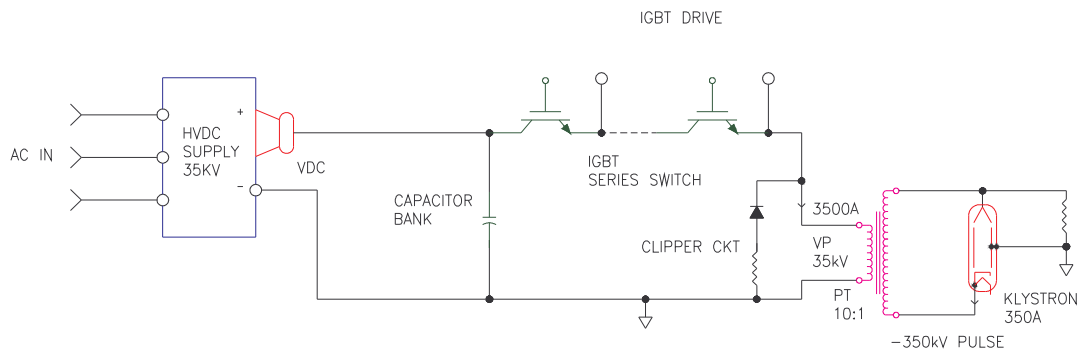 IGBT DRIVE
AC IN
+
HVDC
SUPPLY
35KV
-
VDC
CAPACITOR
BANK
IGBT
SERIES SWITCH
CLIPPER CKT
3500A
VP
35kV
PT
10:1
KLYSTRON
350A
-350kV PULSE